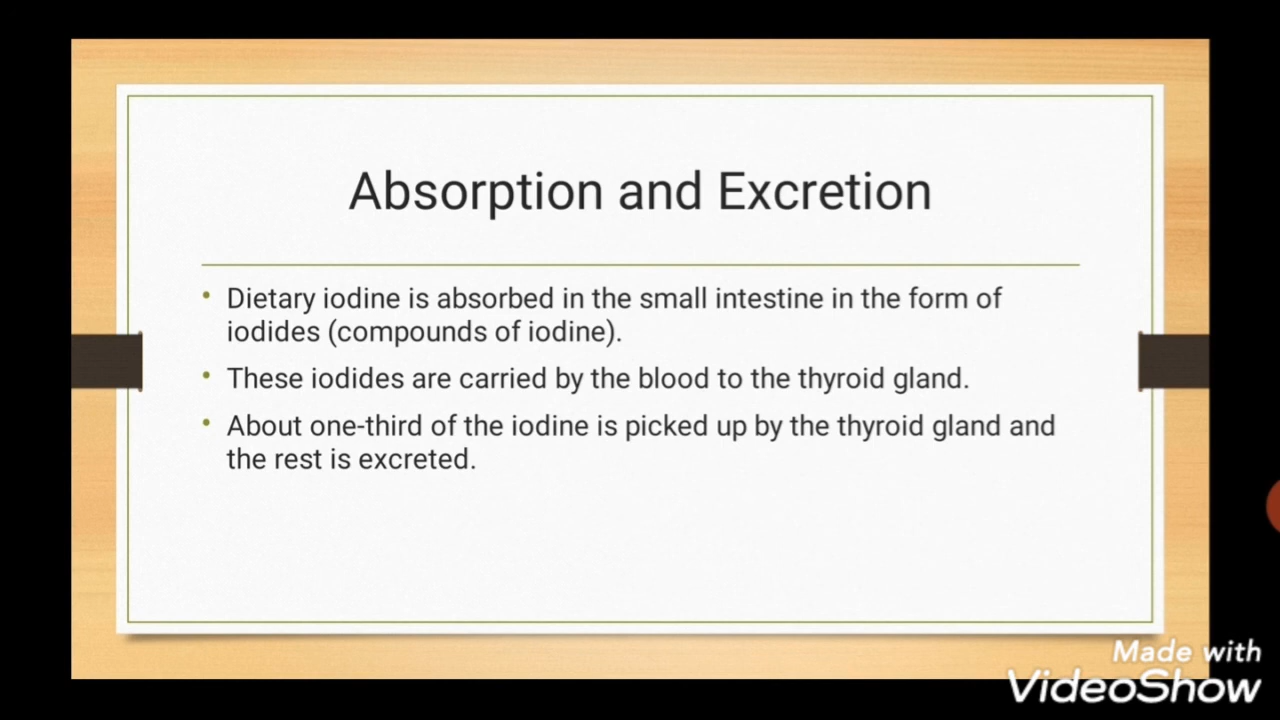 Absorption and Excretion
• Dietary iodine is absorbed in the small intestine in the form of
iodides (compounds of iodine).
• These iodides are carried by the blood to the thyroid gland.
• About one-third of the iodine is picked up by the thyroid gland and
the rest is excreted.
Made with
VideoShow